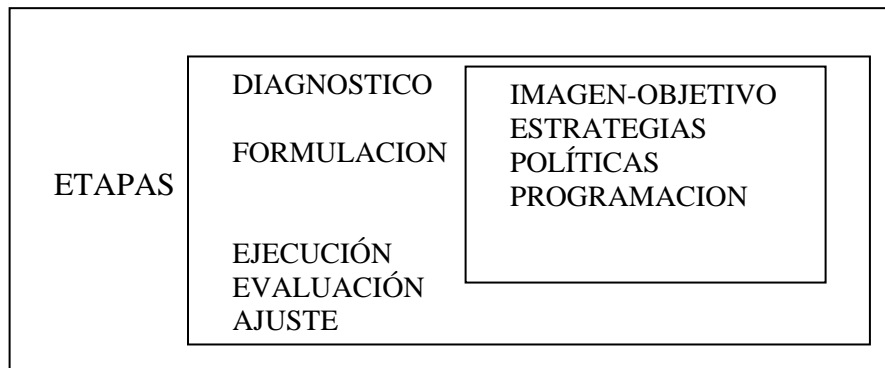 ETAPAS
DIAGNOSTICO
FORMULACION
EJECUCIÓN
EVALUACIÓN
AJUSTE
IMAGEN-OBJETIVO
ESTRATEGIAS
POLÍTICAS
PROGRAMACION